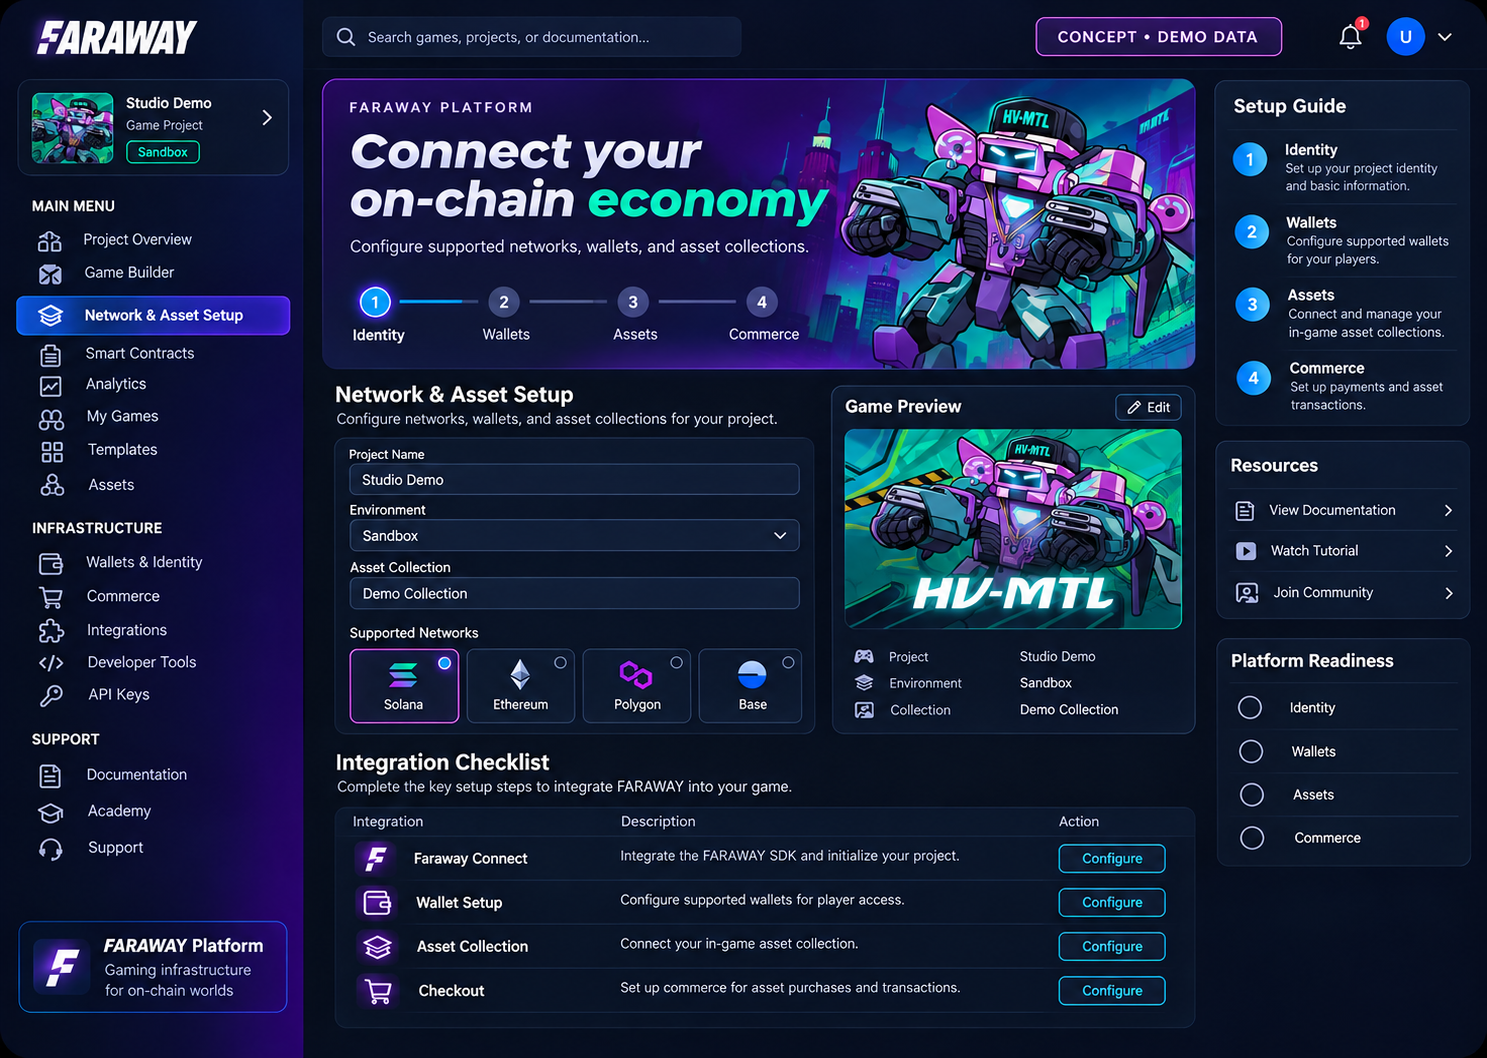 FARAWAY
Search games, projects, or documentation...
CONCEPT • DEMO DATA
1
U
Studio Demo
Game Project
Sandbox
MAIN MENU
Project Overview
Game Builder
Network & Asset Setup
Smart Contracts
Analytics
My Games
Templates
Assets
INFRASTRUCTURE
Wallets & Identity
Commerce
Integrations
Developer Tools
API Keys
SUPPORT
Documentation
Academy
Support
FARAWAY Platform
Gaming infrastructure
for on-chain worlds
FARAWAY PLATFORM
Connect your
on-chain economy
Configure supported networks, wallets, and asset collections.
1
2
3
4
Identity
Wallets
Assets
Commerce
HV-MTL
Network & Asset Setup
Configure networks, wallets, and asset collections for your project.
Project Name
Studio Demo
Environment
Sandbox
Asset Collection
Demo Collection
Supported Networks
Solana
Ethereum
Polygon
Base
Game Preview
Edit
HV-MTL
HV-MTL
Project
Studio Demo
Environment
Sandbox
Collection
Demo Collection
Integration Checklist
Complete the key setup steps to integrate FARAWAY into your game.
Integration
Description
Action
Faraway Connect
Integrate the FARAWAY SDK and initialize your project.
Configure
Wallet Setup
Configure supported wallets for player access.
Configure
Asset Collection
Connect your in-game asset collection.
Configure
Checkout
Set up commerce for asset purchases and transactions.
Configure
Setup Guide
1
Identity
Set up your project identity
and basic information.
2
Wallets
Configure supported wallets
for your players.
3
Assets
Connect and manage your
in-game asset collections.
4
Commerce
Set up payments and asset
transactions.
Resources
View Documentation
Watch Tutorial
Join Community
Platform Readiness
Identity
Wallets
Assets
Commerce